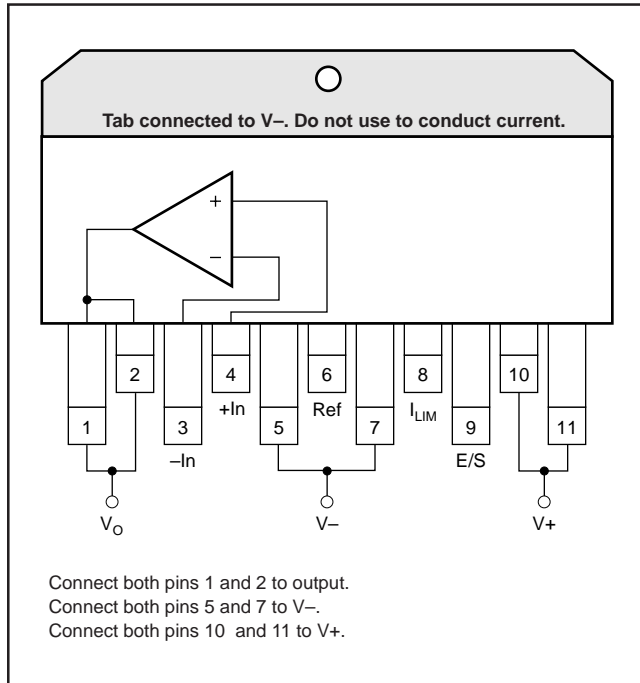 Tab connected to V–. Do not use to conduct current.
+
–
2 4 6 8 10
1 3 5 7 9 11
+In Ref I_LIM
–In E/S
V_O V– V+
Connect both pins 1 and 2 to output.
Connect both pins 5 and 7 to V–.
Connect both pins 10 and 11 to V+.